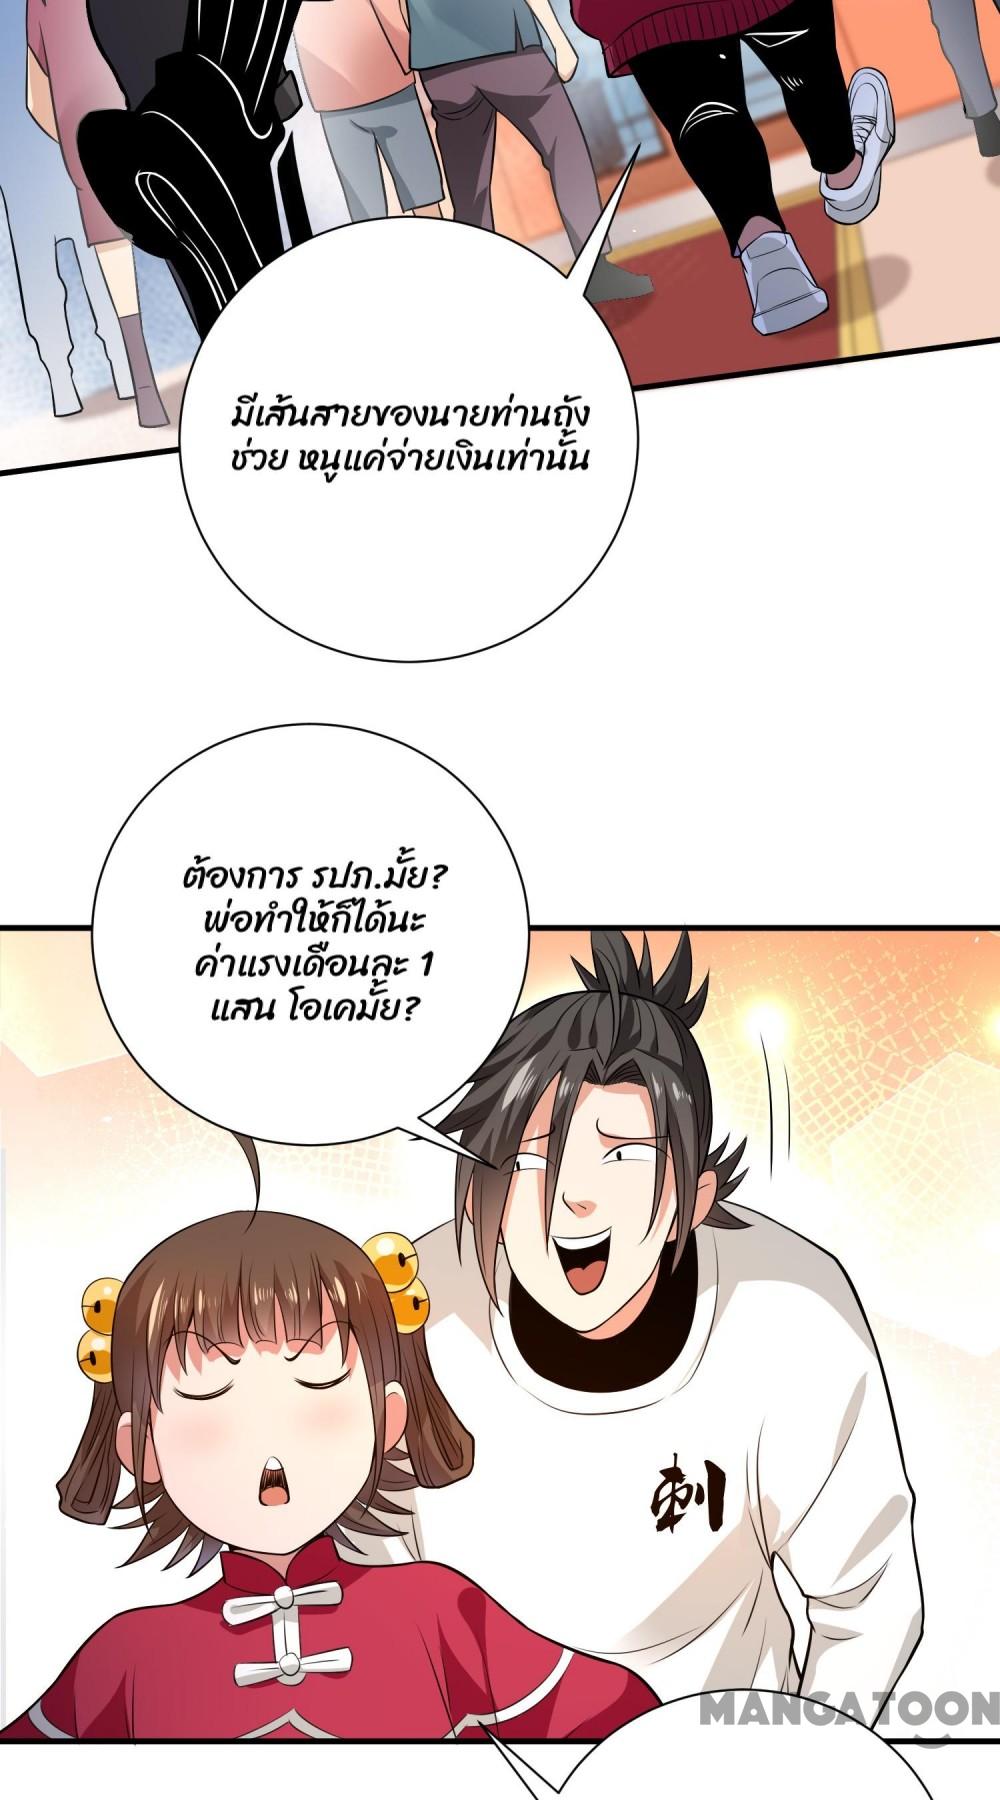 มีเส้นสายของนายท่านถัง
ช่วย หนูแค่จ่ายเงินเท่านั้น
ต้องการ รปภ.มั้ย?
พ่อทำให้ก็ได้นะ
ค่าแรงเดือนละ 1
แสน โอเคมั้ย?
刺
MANGATOON